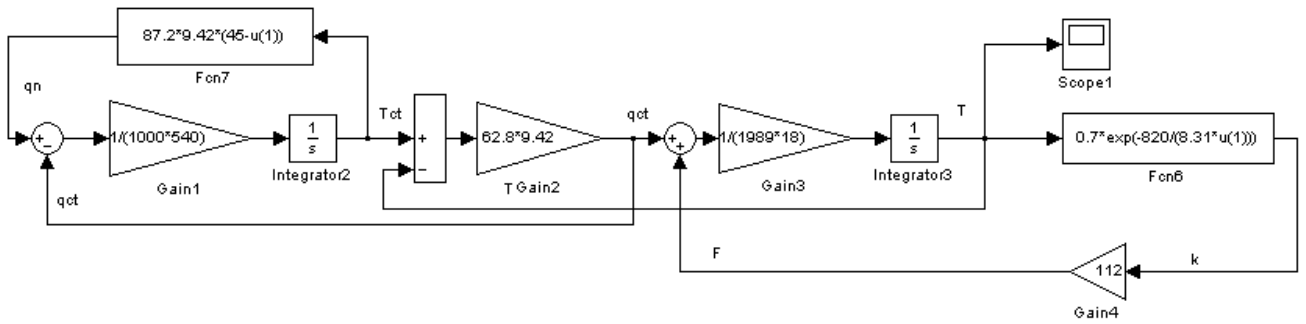 87.2*9.42*(45-u(1))
Fcn7
qn
+
−
1/(1000*540)
Gain1
1
s
Integrator2
Tct
+
−
62.8*9.42
T Gain2
qct
qct
+
+
1/(1989*18)
Gain3
1
s
Integrator3
T
Scope1
0.7*exp(-820/(8.31*u(1)))
Fcn6
F
112
Gain4
k